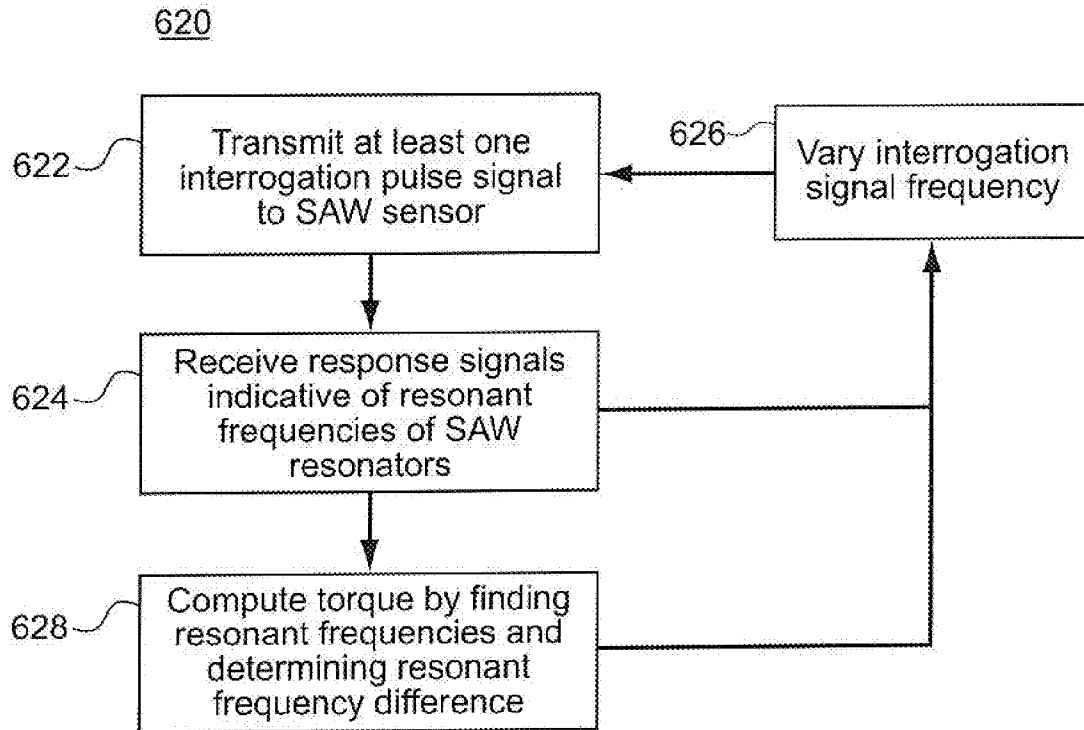 620
622
Transmit at least one
interrogation pulse signal
to SAW sensor
626
Vary interrogation
signal frequency
624
Receive response signals
indicative of resonant
frequencies of SAW
resonators
628
Compute torque by finding
resonant frequencies and
determining resonant
frequency difference